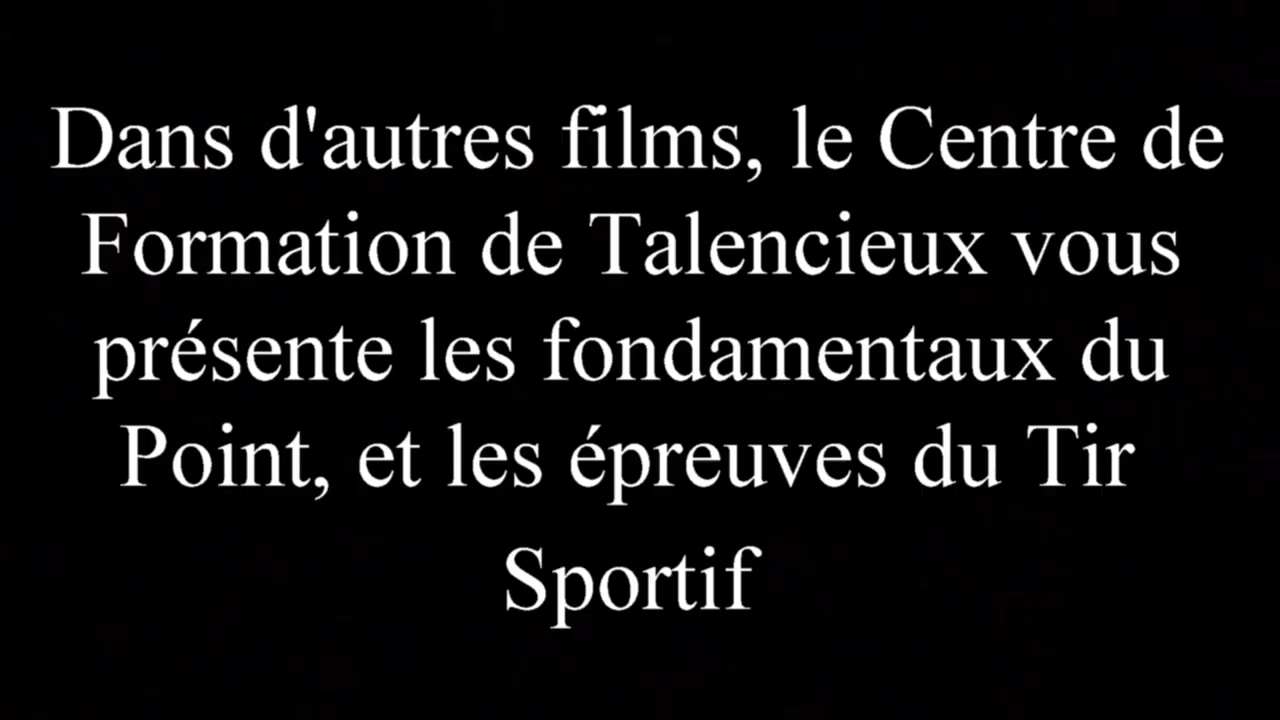 Dans d'autres films, le Centre de
Formation de Talencieux vous
présente les fondamentaux du
Point, et les épreuves du Tir
Sportif